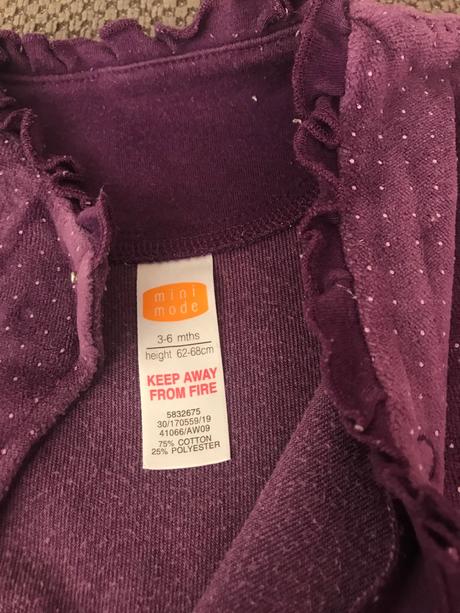 mini
mode
3-6 mths
height 62-68cm
KEEP AWAY
FROM FIRE
5832675
30/170559/19
41066/AW09
75% COTTON
25% POLYESTER